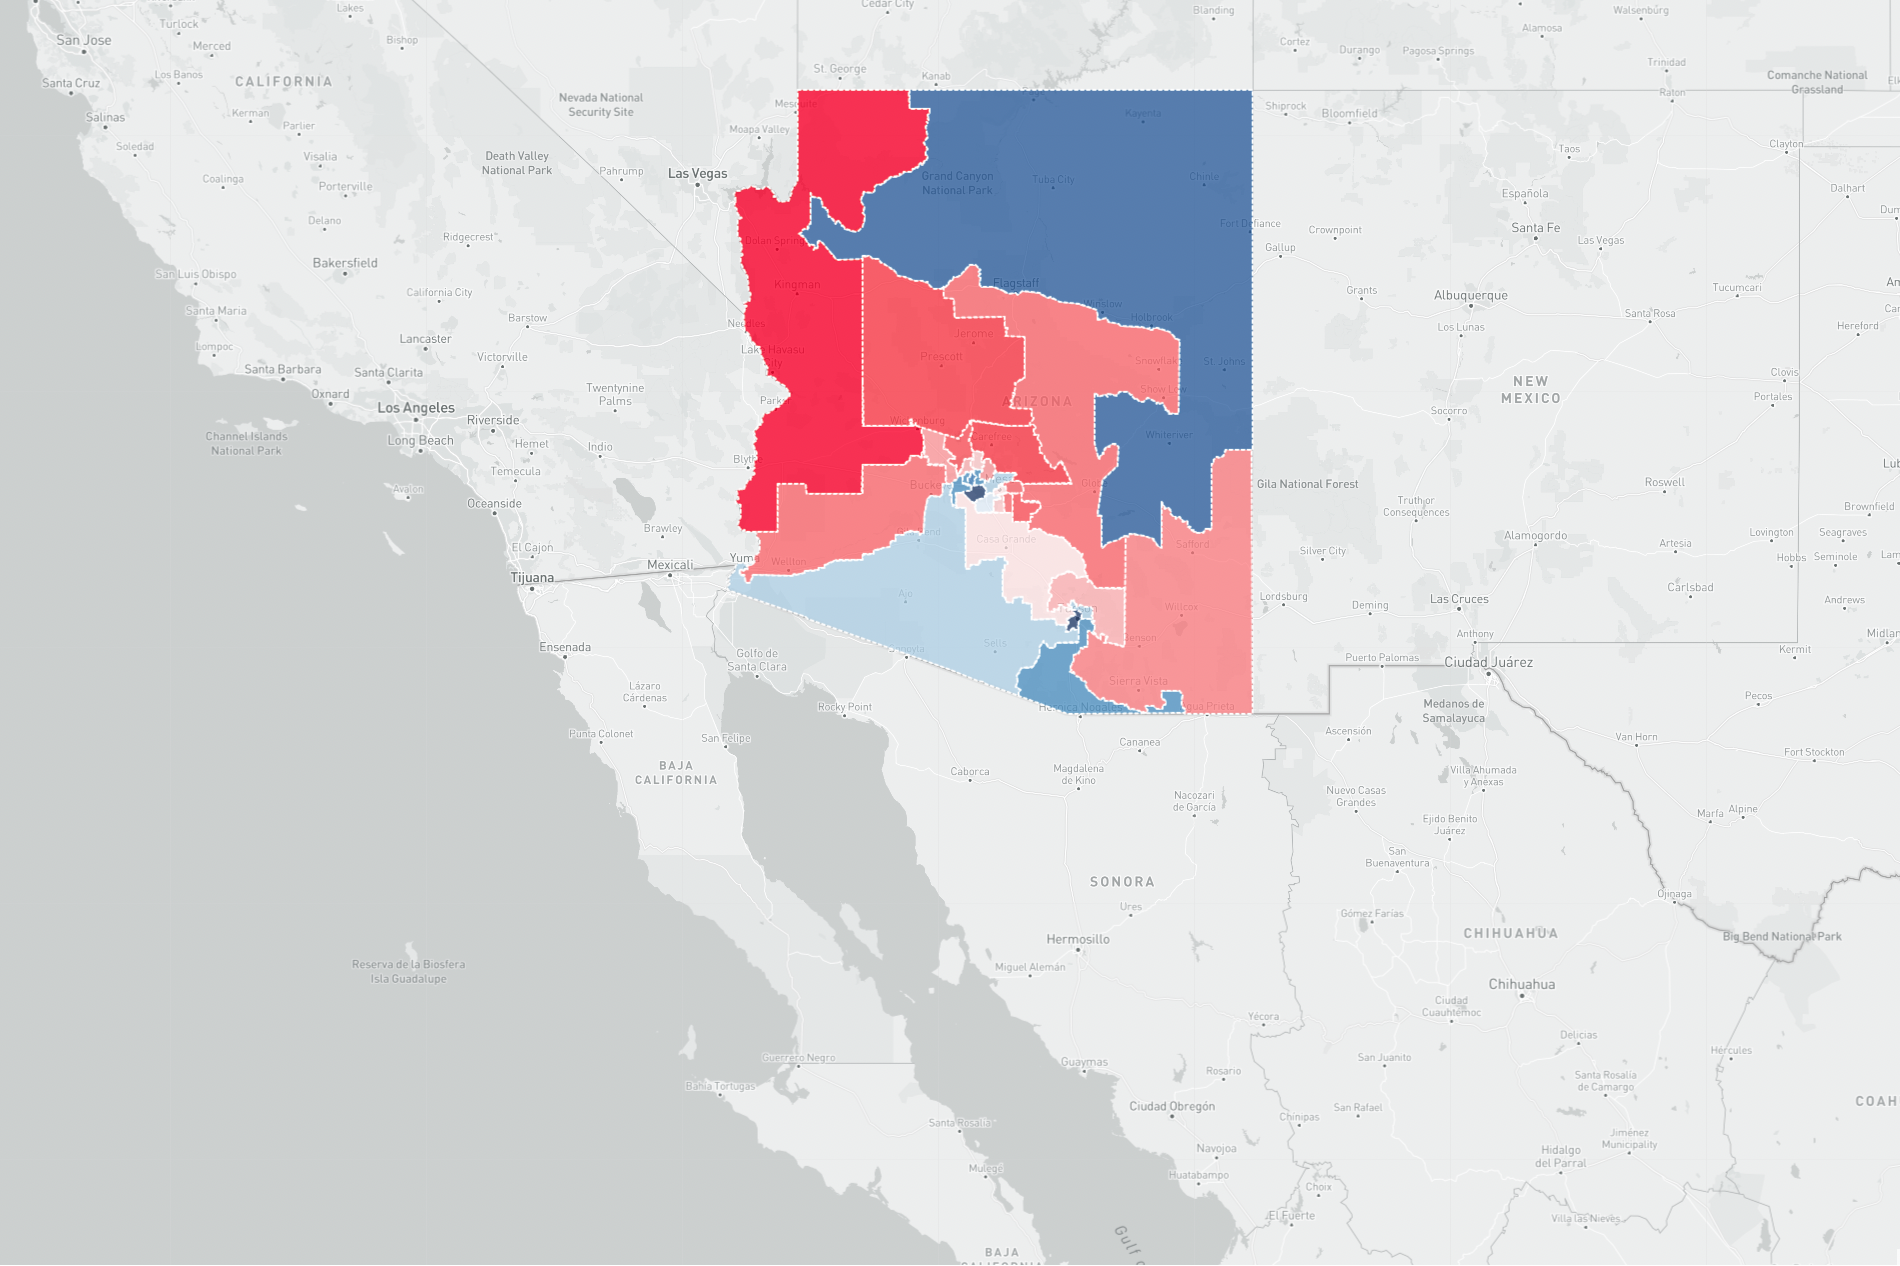 Cedar City
Lakes
Blanding
Walsenburg
Turlock
San Jose
Merced
Bishop
Cortez
Durango
Pagosa Springs
Alamosa
Santa Cruz
Los Banos
CALIFORNIA
St. George
Kanab
Trinidad
Comanche National
Grassland
Nevada National
Security Site
Raton
Salinas
Kerman
Parlier
Moapa Valley
Kayenta
Shiprock
Bloomfield
Soledad
Visalia
Death Valley
National Park
Taos
Clayton
Coalinga
Porterville
Pahrump
Las Vegas
Grand Canyon
National Park
Tuba City
Chinle
Española
Dalhart
Delano
Fort Defiance
Crownpoint
Santa Fe
Las Vegas
Ridgecrest
Dolan Springs
Gallup
Bakersfield
San Luis Obispo
California City
Kingman
Flagstaff
Grants
Albuquerque
Tucumcari
Santa Maria
Barstow
Needles
Winslow
Holbrook
Los Lunas
Santa Rosa
Hereford
Lompoc
Lancaster
Victorville
Lake Havasu
City
Jerome
Prescott
Snowflake
St. Johns
Santa Barbara
Santa Clarita
Oxnard
Twentynine
Palms
Parker
Show Low
ARIZONA
NEW
MEXICO
Clovis
Portales
Los Angeles
Riverside
Wickenburg
Socorro
Channel Islands
National Park
Long Beach
Hemet
Indio
Carefree
Whiteriver
Temecula
Blythe
Avalon
Buckeye
Globe
Gila National Forest
Roswell
Oceanside
Truth or
Consequences
Brownfield
Brawley
Casa Grande
Safford
Alamogordo
Artesia
Lovington
Seagraves
El Cajon
Mexicali
Yuma
Wellton
Silver City
Hobbs
Seminole
Tijuana
Ajo
Carlsbad
Willcox
Lordsburg
Deming
Las Cruces
Andrews
Ensenada
Sells
Benson
Anthony
Golfo de
Santa Clara
Puerto Palomas
Ciudad Juárez
Kermit
Lázaro
Cárdenas
Sierra Vista
Pecos
Rocky Point
Agua Prieta
Medanos de
Samalayuca
Punta Colonet
San Felipe
Cananea
Ascensión
Van Horn
Fort Stockton
BAJA
CALIFORNIA
Caborca
Magdalena
de Kino
Villa Ahumada
y Anexas
Nacozari
de García
Nuevo Casas
Grandes
Marfa
Alpine
Ejido Benito
Juárez
San
Buenaventura
SONORA
Ures
Ojinaga
Gómez Farías
CHIHUAHUA
Big Bend National Park
Hermosillo
Reserva de la Biosfera
Isla Guadalupe
Miguel Alemán
Chihuahua
Yécora
Ciudad
Cuauhtémoc
Delicias
Guerrero Negro
Guaymas
San Juanito
Hércules
Bahía Tortugas
Rosario
Santa Rosalía
de Camargo
Ciudad Obregón
San Rafael
COAH
Santa Rosalía
Chínipas
Navojoa
Jiménez
Municipality
Mulegé
Huatabampo
Hidalgo
del Parral
Choix
El Fuerte
Villa las Nieves
Gulf
BAJA